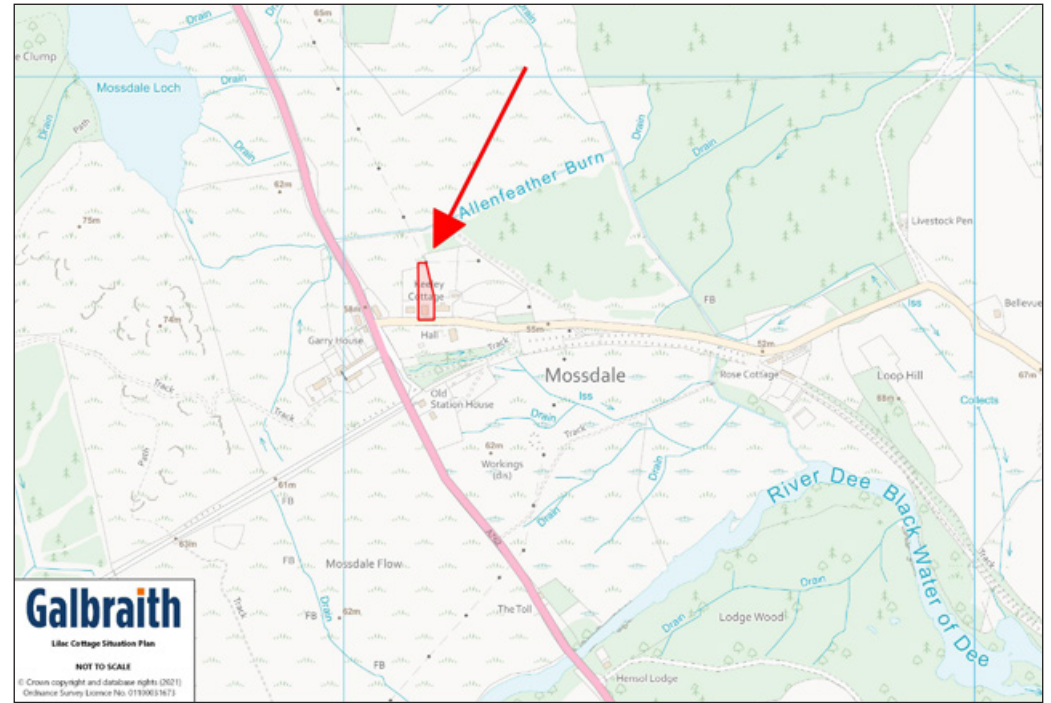 Drain
65m
e Clump
Mossdale Loch
Drain
Path
Drain
Drain
Drain
Drain
62m
Allenfeather Burn
75m
Livestock Pen
Keeley
Cottage
FB
Iss
Bellevue
74m
58m
Hall
55m
Garry House
Track
52m
Mossdale
Rose Cottage
Loop Hill
67m
Track
Old
Station House
Iss
68m
Collects
Track
Drain
Track
62m
Path
Workings
(dis)
Drain
River Dee Black Water of Dee
61m
FB
Drain
A762
Track
63m
FB
Mossdale Flow
Drain
Track
Drain
The Toll
Lodge Wood
FB
62m
Drain
FB
Hensol Lodge
Galbraith
Lilac Cottage Situation Plan
NOT TO SCALE
© Crown copyright and database rights (2021)
Ordnance Survey Licence No. 0100031673